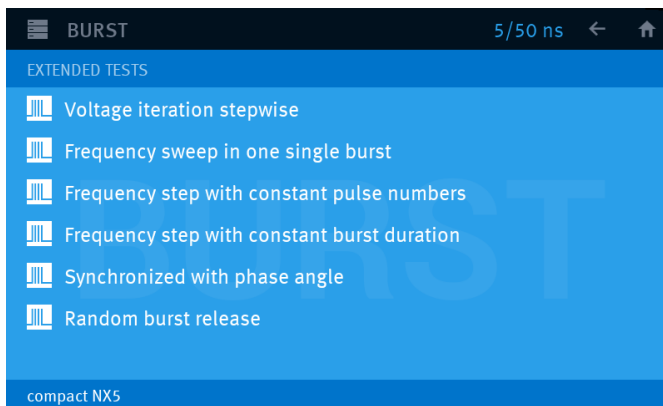 BURST 5/50 ns
EXTENDED TESTS
Voltage iteration stepwise
Frequency sweep in one single burst
Frequency step with constant pulse numbers
Frequency step with constant burst duration
Synchronized with phase angle
Random burst release
BURST
compact NX5